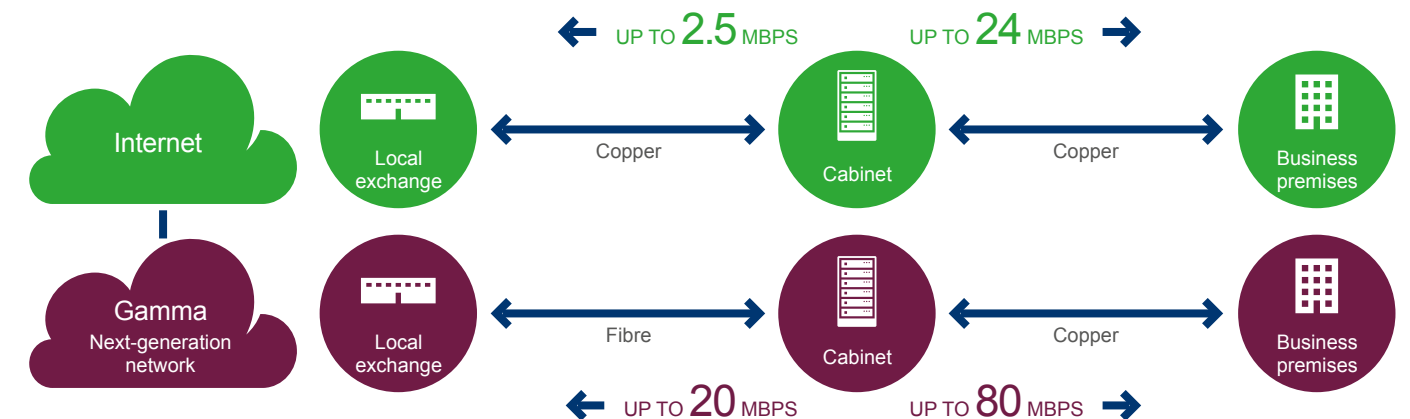 UP TO 2.5 MBPS
UP TO 24 MBPS
Internet
Local
exchange
Copper
Cabinet
Copper
Business
premises
Gamma
Next-generation
network
Local
exchange
Fibre
Cabinet
Copper
Business
premises
UP TO 20 MBPS
UP TO 80 MBPS